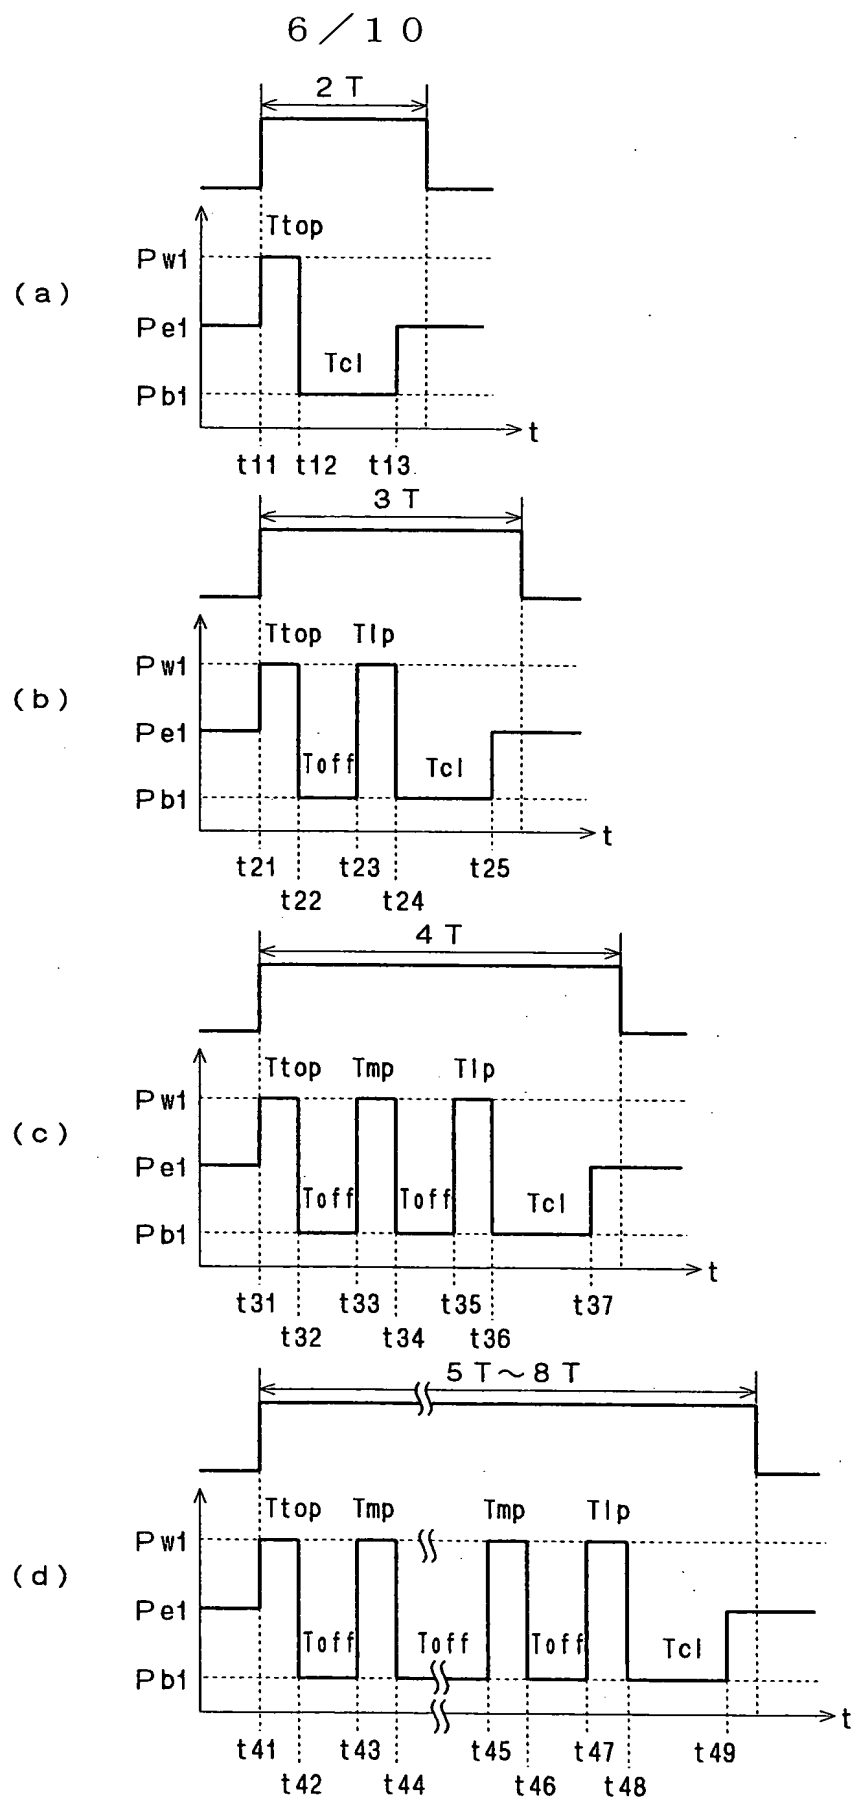 6／10
2T
Ttop
Pw1
(a)
Pe1
Tcl
Pb1
t
t11 t12 t13
3T
Ttop Tlp
Pw1
(b)
Pe1
Toff Tcl
Pb1
t
t21 t23 t25
t22 t24
4T
Ttop Tmp Tlp
Pw1
(c)
Pe1
Toff Toff Tcl
Pb1
t
t31 t33 t35 t37
t32 t34 t36
5T～8T
Ttop Tmp Tmp Tlp
Pw1
(d)
Pe1
Toff Toff Toff Tcl
Pb1
t
t41 t43 t45 t47 t49
t42 t44 t46 t48